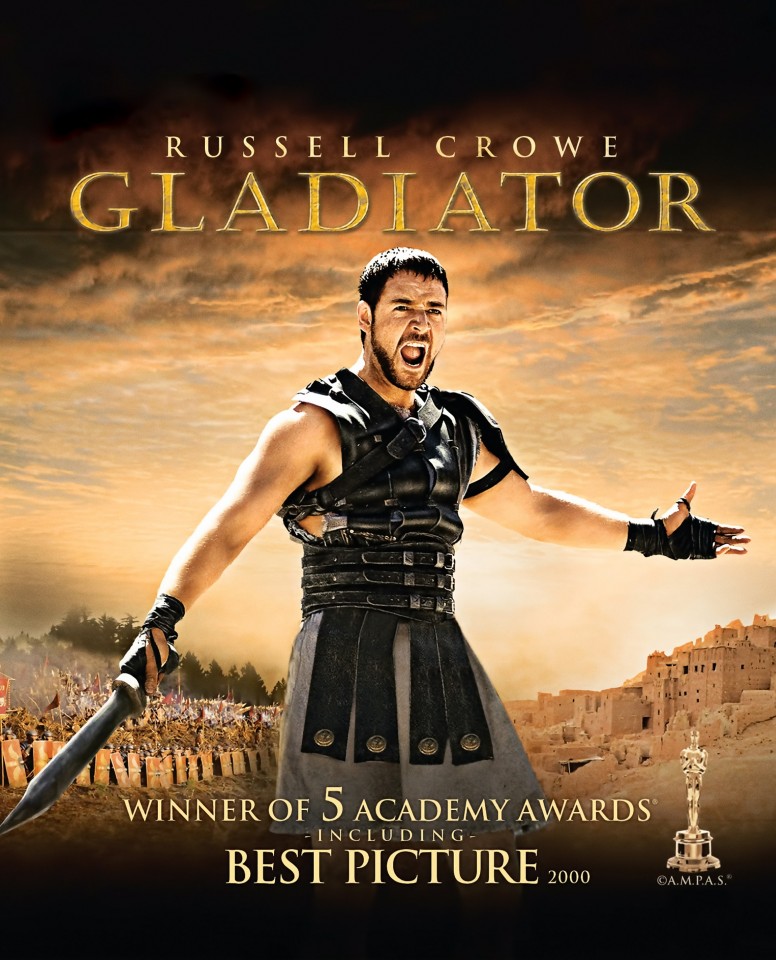 RUSSELL CROWE
GLADIATOR
WINNER OF 5 ACADEMY AWARDS®
-INCLUDING-
BEST PICTURE 2000
©A.M.P.A.S.®